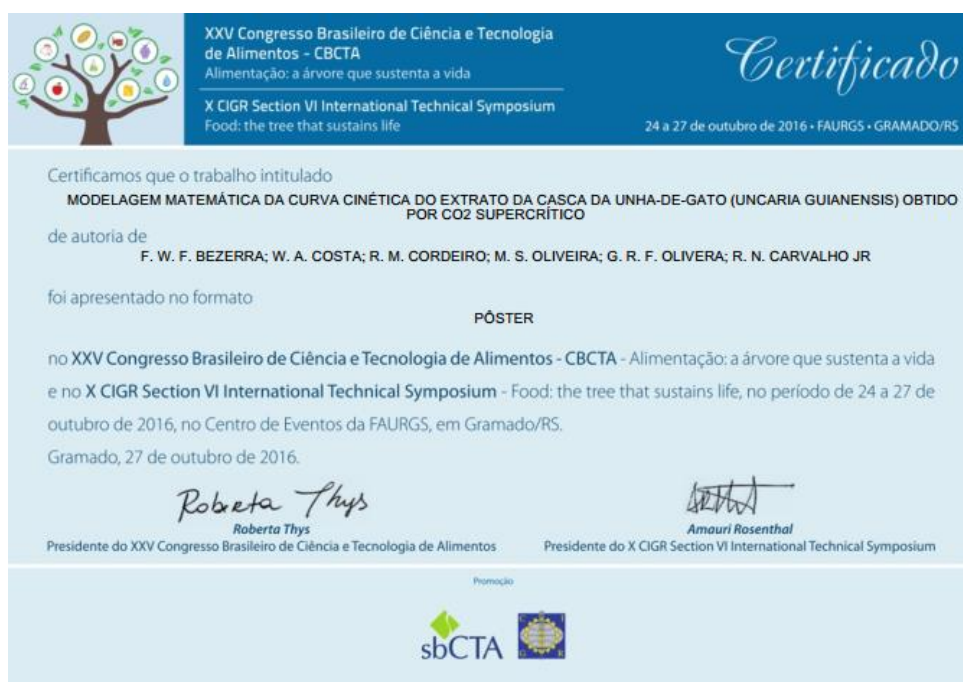 XXV Congresso Brasileiro de Ciência e Tecnologia
de Alimentos - CBCTA
Alimentação: a árvore que sustenta a vida
X CIGR Section VI International Technical Symposium
Food: the tree that sustains life
Certificado
24 a 27 de outubro de 2016 • FAURGS • GRAMADO/RS
Certificamos que o trabalho intitulado
MODELAGEM MATEMÁTICA DA CURVA CINÉTICA DO EXTRATO DA CASCA DA UNHA-DE-GATO (UNCARIA GUIANENSIS) OBTIDO
POR CO2 SUPERCRÍTICO
de autoria de
F. W. F. BEZERRA; W. A. COSTA; R. M. CORDEIRO; M. S. OLIVEIRA; G. R. F. OLIVERA; R. N. CARVALHO JR
foi apresentado no formato
PÔSTER
no XXV Congresso Brasileiro de Ciência e Tecnologia de Alimentos - CBCTA - Alimentação: a árvore que sustenta a vida
e no X CIGR Section VI International Technical Symposium - Food: the tree that sustains life, no período de 24 a 27 de
outubro de 2016, no Centro de Eventos da FAURGS, em Gramado/RS.
Gramado, 27 de outubro de 2016.
Roberta Thys
Roberta Thys
Presidente do XXV Congresso Brasileiro de Ciência e Tecnologia de Alimentos
Amauri Rosenthal
Presidente do X CIGR Section VI International Technical Symposium
Promoção
sbCTA